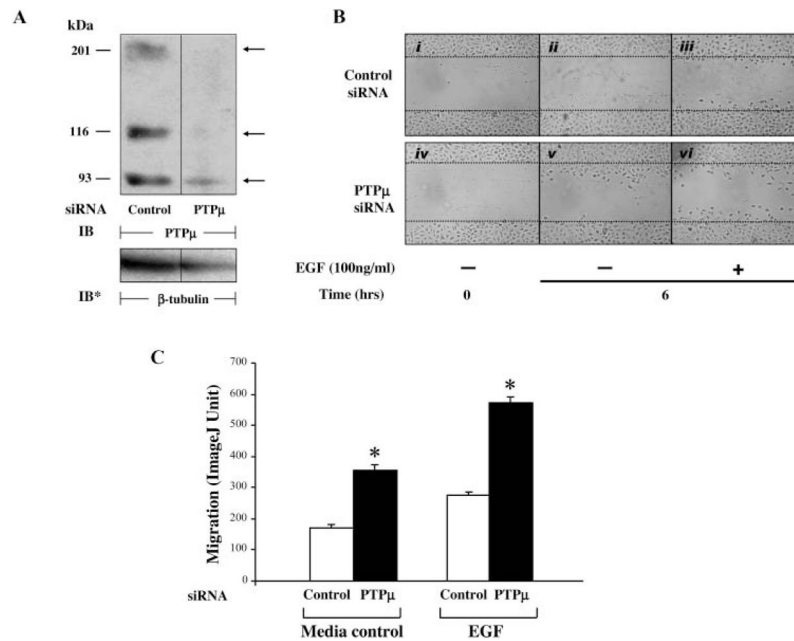 A
kDa
201
116
93
siRNA Control PTPμ
IB PTPμ
IB* β-tubulin
B
i ii iii
Control
siRNA
iv v vi
PTPμ
siRNA
EGF (100ng/ml) − − +
Time (hrs) 0 6
C
Migration (ImageJ Unit)
700
600
500
400
300
200
100
0
* *
siRNA Control PTPμ Control PTPμ
Media control EGF